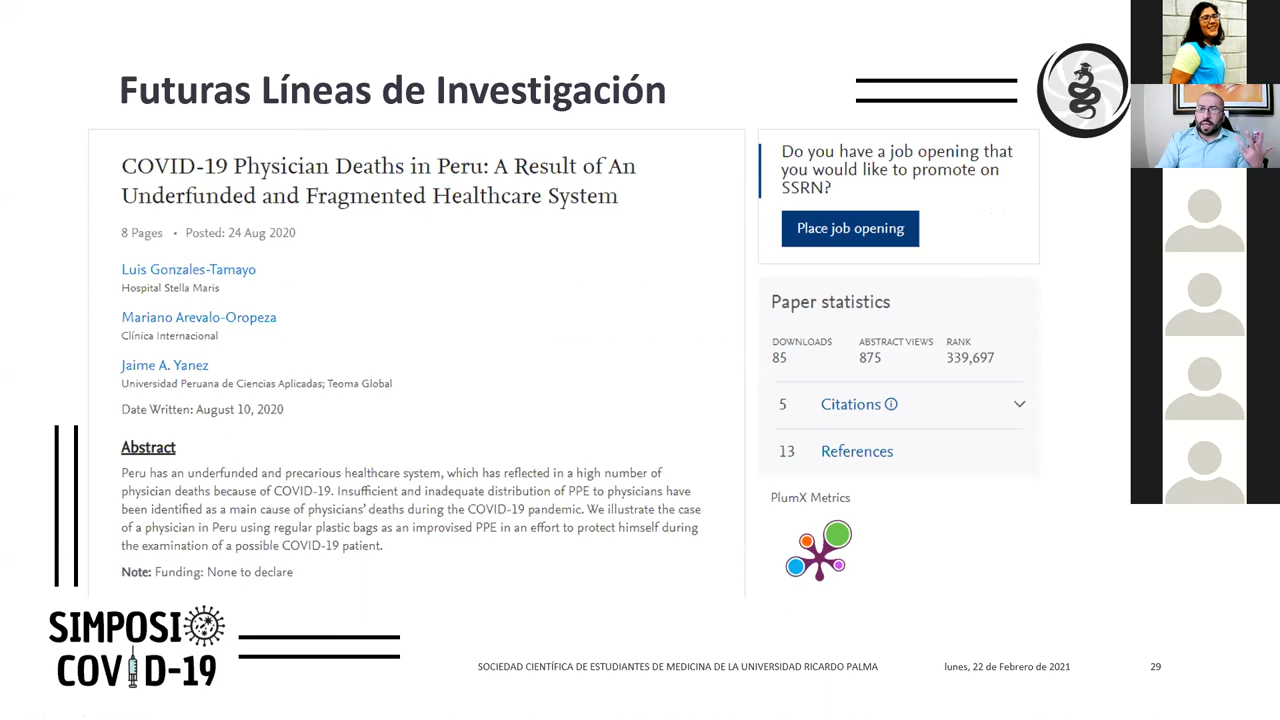 Futuras Líneas de Investigación
COVID-19 Physician Deaths in Peru: A Result of An
Underfunded and Fragmented Healthcare System
8 Pages • Posted: 24 Aug 2020
Luis Gonzales-Tamayo
Hospital Stella Maris
Mariano Arevalo-Oropeza
Clínica Internacional
Jaime A. Yanez
Universidad Peruana de Ciencias Aplicadas; Teoma Global
Date Written: August 10, 2020
Abstract
Peru has an underfunded and precarious healthcare system, which has reflected in a high number of
physician deaths because of COVID-19. Insufficient and inadequate distribution of PPE to physicians have
been identified as a main cause of physicians' deaths during the COVID-19 pandemic. We illustrate the case
of a physician in Peru using regular plastic bags as an improvised PPE in an effort to protect himself during
the examination of a possible COVID-19 patient.
Note: Funding: None to declare
Do you have a job opening that
you would like to promote on
SSRN?
Place job opening
Paper statistics
DOWNLOADS ABSTRACT VIEWS RANK
85 875 339,697
5 Citations
13 References
PlumX Metrics
SIMPOSIO
COVID-19
SOCIEDAD CIENTÍFICA DE ESTUDIANTES DE MEDICINA DE LA UNIVERSIDAD RICARDO PALMA lunes, 22 de Febrero de 2021 29